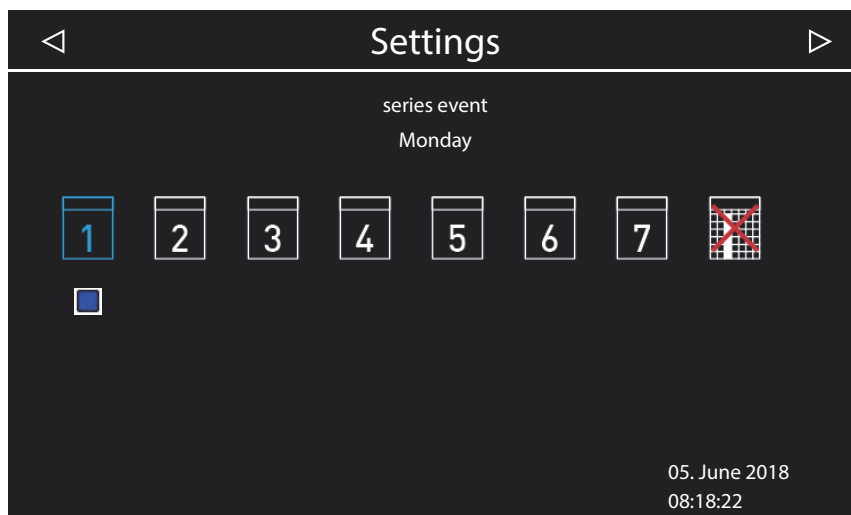 Settings
series event
Monday
1 2 3 4 5 6 7
05. June 2018
08:18:22